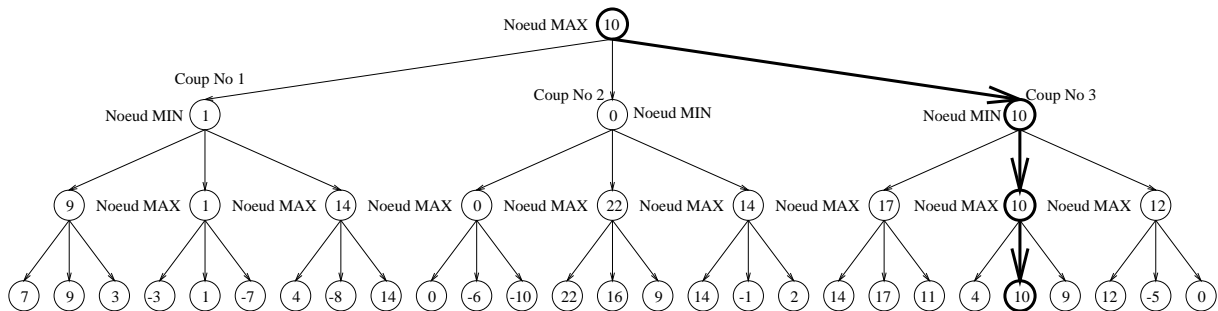 Noeud MAX 10
Coup No 1
Coup No 2 Coup No 3
Noeud MIN 1 0 Noeud MIN Noeud MIN 10
9 Noeud MAX 1 Noeud MAX 14 Noeud MAX 0 Noeud MAX 22 Noeud MAX 14 Noeud MAX 17 Noeud MAX 10 Noeud MAX 12
7 9 3 -3 1 -7 4 -8 14 0 -6 -10 22 16 9 14 -1 2 14 17 11 4 10 9 12 -5 0